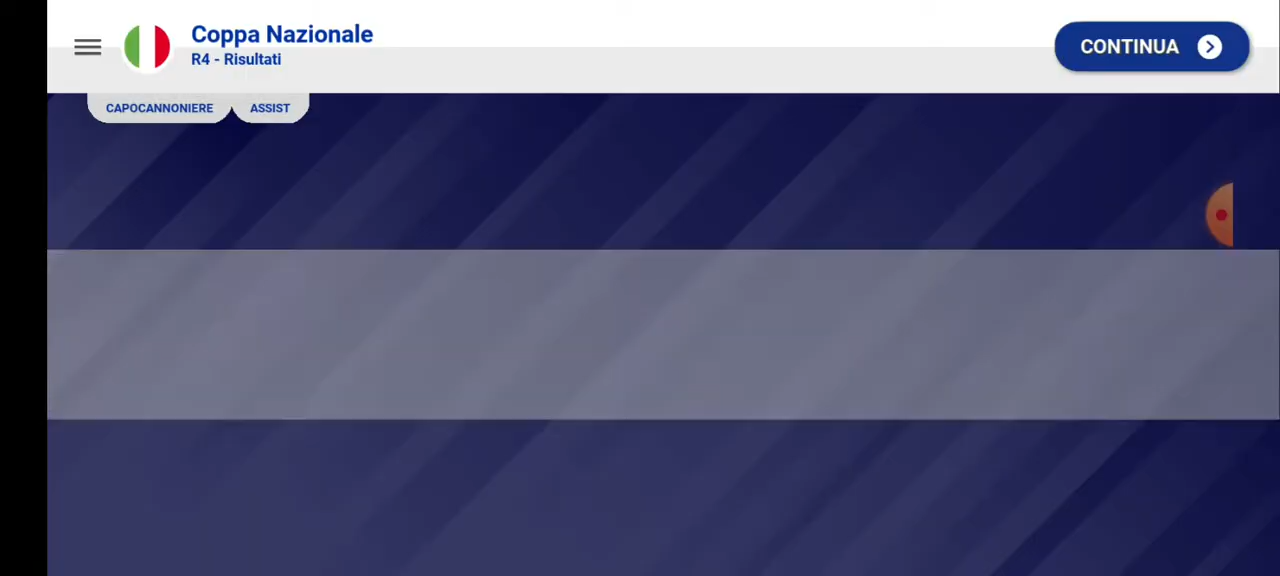 Coppa Nazionale
R4 - Risultati
CONTINUA
CAPOCANNONIERE
ASSIST